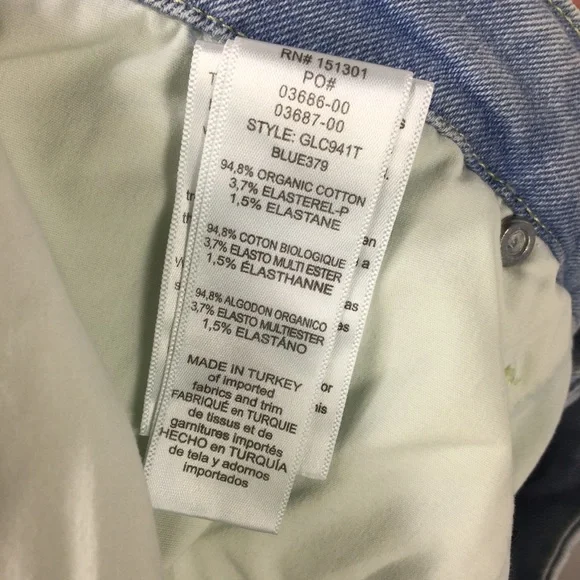 RN# 151301
PO#
03686-00
03687-00
STYLE: GLC941T
BLUE379
94,8% ORGANIC COTTON
3,7% ELASTEREL-P
1,5% ELASTANE
94,8% COTON BIOLOGIQUE
3,7% ELASTO MULTI ESTER
1,5% ÉLASTHANNE
94,8% ALGODON ORGANICO
3,7% ELASTO MULTIESTER
1,5% ELASTÁNO
MADE IN TURKEY
of imported
fabrics and trim
FABRIQUÉ en TURQUIE
de tissus et de
garnitures importés
HECHO en TURQUÍA
de tela y adornos
importados